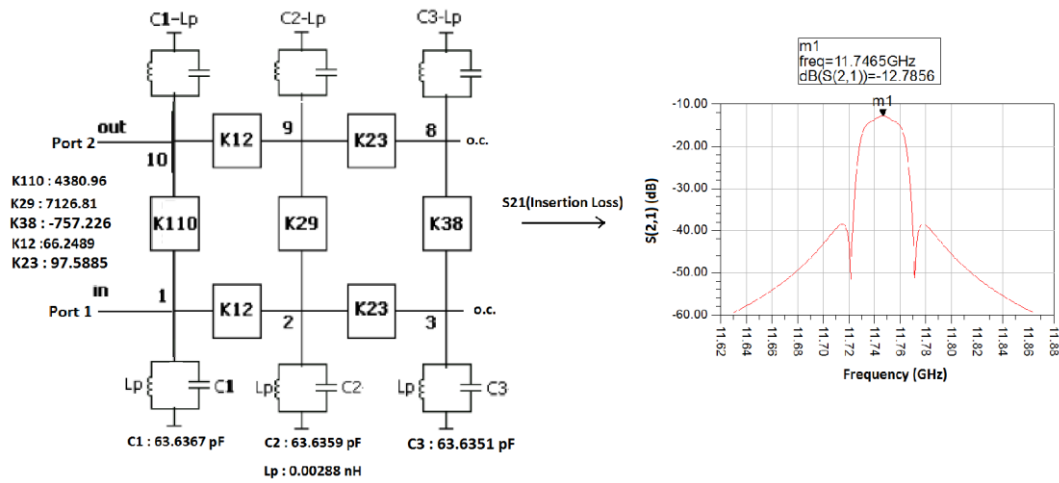 C1-Lp
C2-Lp
C3-Lp
out
Port 2
10
K12
9
K23
8
o.c.
K110 : 4380.96
K29 : 7126.81
K38 : -757.226
K12 :66.2489
K23 : 97.5885
K110
K29
K38
in
Port 1
1
K12
2
K23
3
o.c.
Lp
C1
Lp
C2
Lp
C3
C1 : 63.6367 pF
C2 : 63.6359 pF
C3 : 63.6351 pF
Lp : 0.00288 nH
S21(Insertion Loss)
m1
freq=11.7465GHz
dB(S(2,1))=-12.7856
m1
S(2,1) (dB)
-10.00
-20.00
-30.00
-40.00
-50.00
-60.00
11.62
11.64
11.66
11.68
11.70
11.72
11.74
11.76
11.78
11.80
11.82
11.84
11.86
11.88
Frequency (GHz)